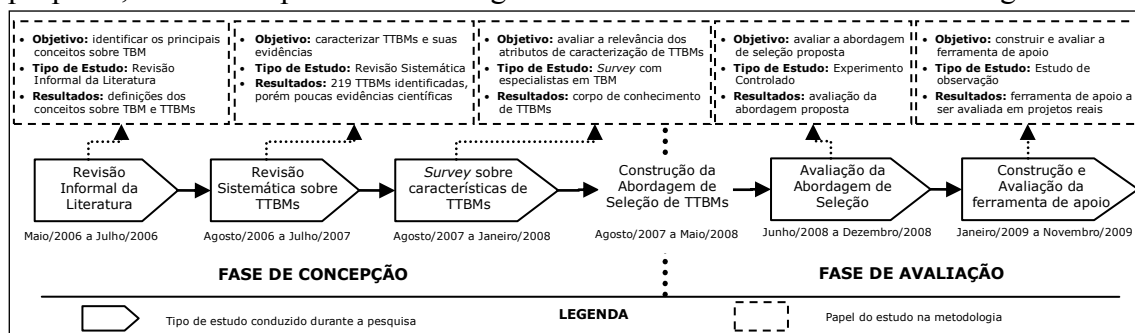 • Objetivo: identificar os principais
conceitos sobre TBM
• Tipo de Estudo: Revisão
Informal da Literatura
• Resultados: definições dos
conceitos sobre TBM e TTBMs
• Objetivo: caracterizar TTBMs e suas
evidências
• Tipo de Estudo: Revisão Sistemática
• Resultados: 219 TTBMs identificadas,
porém poucas evidências científicas
• Objetivo: avaliar a relevância dos
atributos de caracterização de TTBMs
• Tipo de Estudo: Survey com
especialistas em TBM
• Resultados: corpo de conhecimento
de TTBMs
• Objetivo: avaliar a abordagem
de seleção proposta
• Tipo de Estudo: Experimento
Controlado
• Resultados: avaliação da
abordagem proposta
• Objetivo: construir e avaliar a
ferramenta de apoio
• Tipo de Estudo: Estudo de
observação
• Resultados: ferramenta de apoio a
ser avaliada em projetos reais
Revisão
Informal da
Literatura
Revisão
Sistemática sobre
TTBMs
Survey sobre
características de
TTBMs
Construção da
Abordagem de
Seleção de TTBMs
Avaliação da
Abordagem de
Seleção
Construção e
Avaliação da
ferramenta de apoio
Maio/2006 a Julho/2006
Agosto/2006 a Julho/2007
Agosto/2007 a Janeiro/2008
Agosto/2007 a Maio/2008
Junho/2008 a Dezembro/2008
Janeiro/2009 a Novembro/2009
FASE DE CONCEPÇÃO
FASE DE AVALIAÇÃO
LEGENDA
Tipo de estudo conduzido durante a pesquisa
Papel do estudo na metodologia